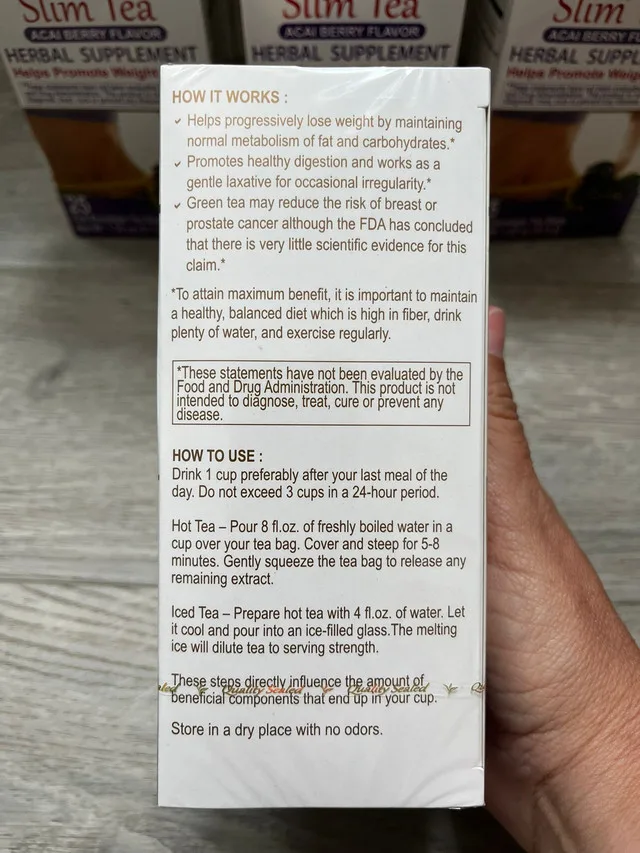 Slim Tea
ACAI BERRY FLAVOR
HERBAL SUPPLEMENT
Helps Promote Weight
Slim
ACAI BERRY FL
HERBAL SUPPL
Helps Promote Weigh
HOW IT WORKS :
✓ Helps progressively lose weight by maintaining
normal metabolism of fat and carbohydrates.*
✓ Promotes healthy digestion and works as a
gentle laxative for occasional irregularity.*
✓ Green tea may reduce the risk of breast or
prostate cancer although the FDA has concluded
that there is very little scientific evidence for this
claim.*
*To attain maximum benefit, it is important to maintain
a healthy, balanced diet which is high in fiber, drink
plenty of water, and exercise regularly.
*These statements have not been evaluated by the
Food and Drug Administration. This product is not
intended to diagnose, treat, cure or prevent any
disease.
HOW TO USE :
Drink 1 cup preferably after your last meal of the
day. Do not exceed 3 cups in a 24-hour period.
Hot Tea – Pour 8 fl.oz. of freshly boiled water in a
cup over your tea bag. Cover and steep for 5-8
minutes. Gently squeeze the tea bag to release any
remaining extract.
Iced Tea – Prepare hot tea with 4 fl.oz. of water. Let
it cool and pour into an ice-filled glass.The melting
ice will dilute tea to serving strength.
These steps directly influence the amount of
aled Quality Sealed Quality Sealed Qu
beneficial components that end up in your cup.
Store in a dry place with no odors.